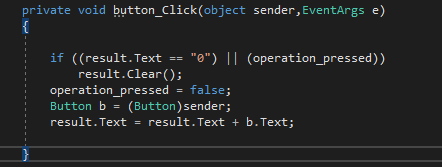 private void button_Click(object sender,EventArgs e)
{
if ((result.Text == "0") || (operation_pressed))
result.Clear();
operation_pressed = false;
Button b = (Button)sender;
result.Text = result.Text + b.Text;
}